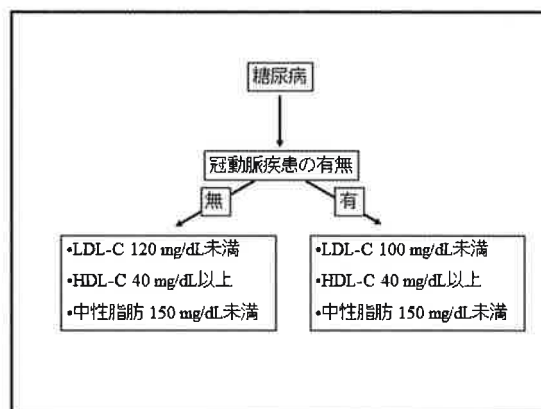 糖尿病
冠動脈疾患の有無
無
有
•LDL-C 120 mg/dL未満
•HDL-C 40 mg/dL以上
•中性脂肪 150 mg/dL未満
•LDL-C 100 mg/dL未満
•HDL-C 40 mg/dL以上
•中性脂肪 150 mg/dL未満